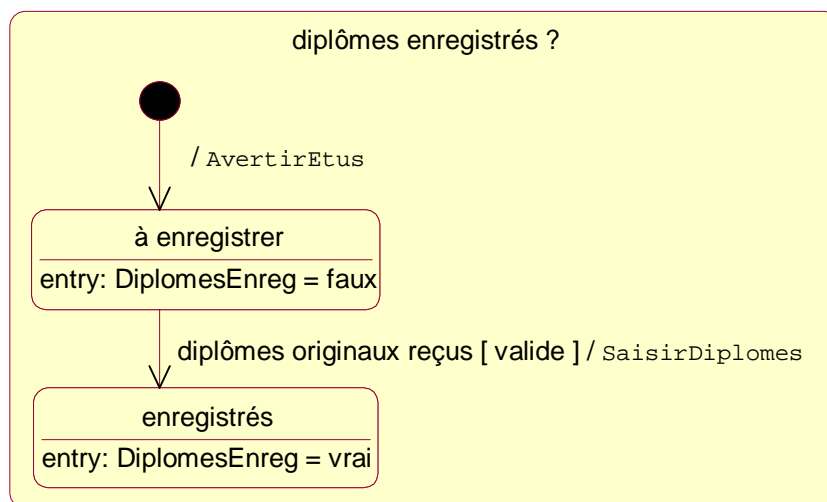 diplômes enregistrés ?
/ AvertirEtus
à enregistrer
entry: DiplomesEnreg = faux
diplômes originaux reçus [ valide ] / SaisirDiplomes
enregistrés
entry: DiplomesEnreg = vrai